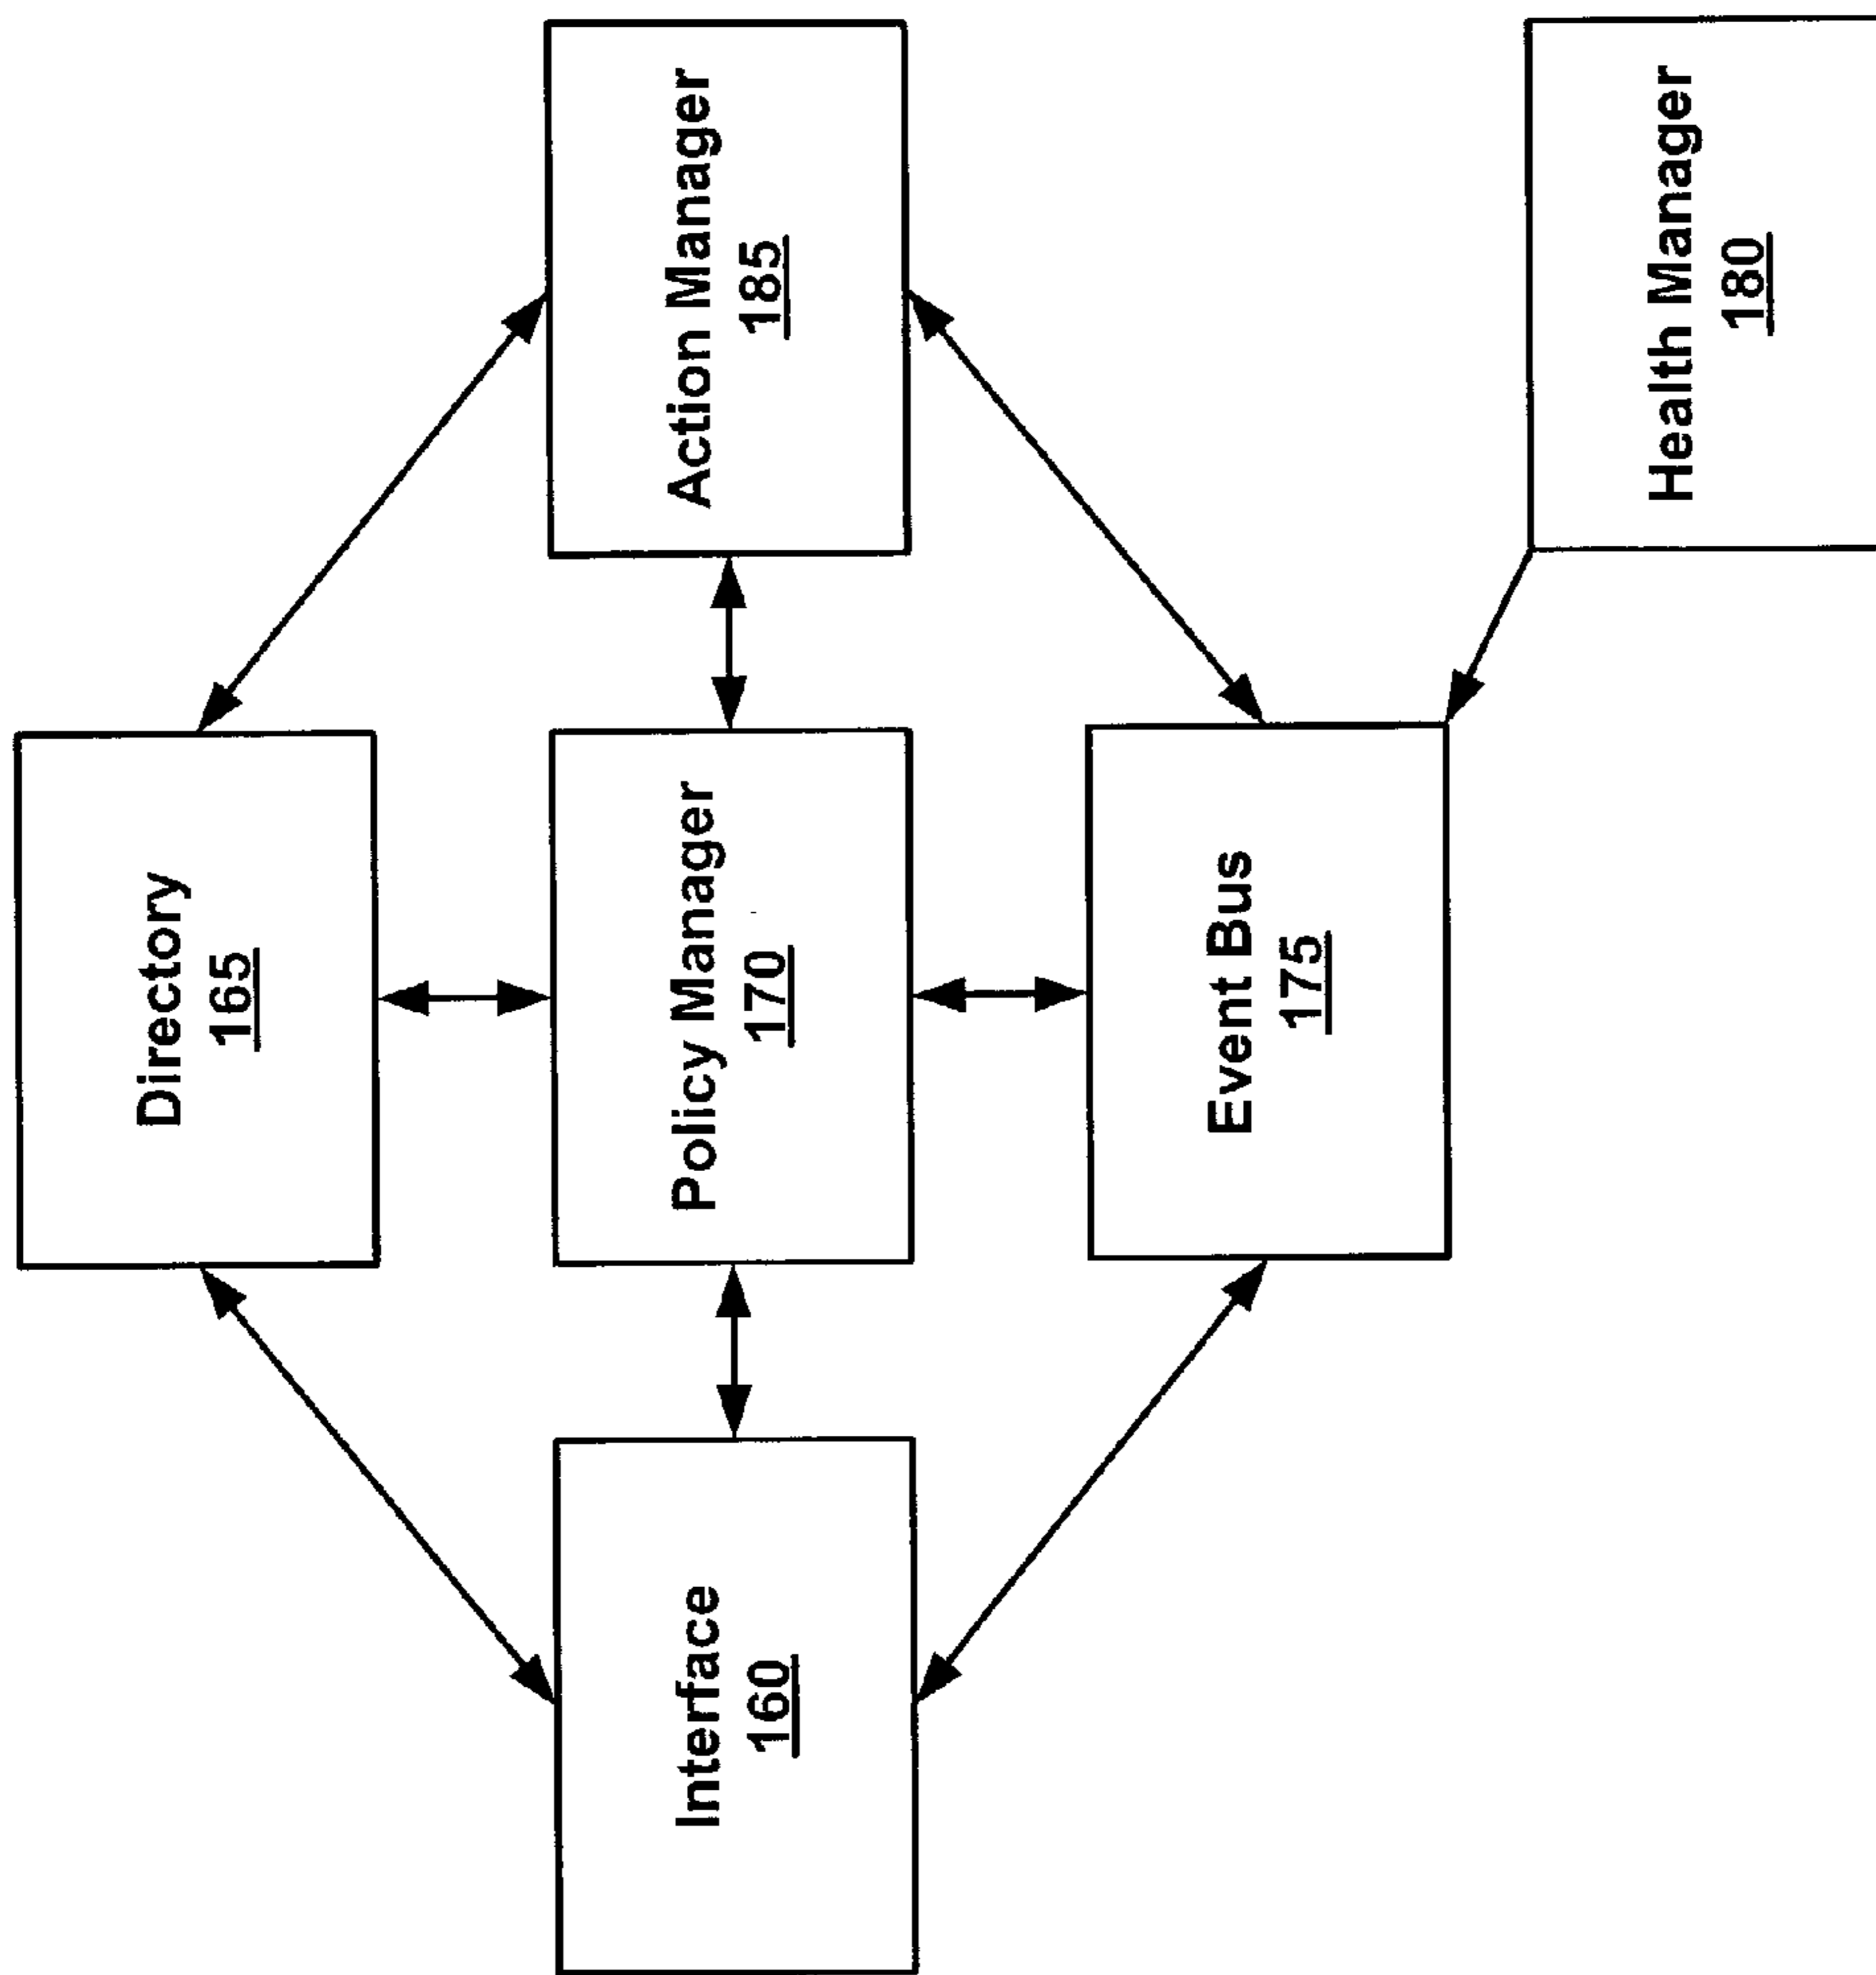 Directory
165
Interface
160
Policy Manager
170
Action Manager
185
Event Bus
175
Health Manager
180